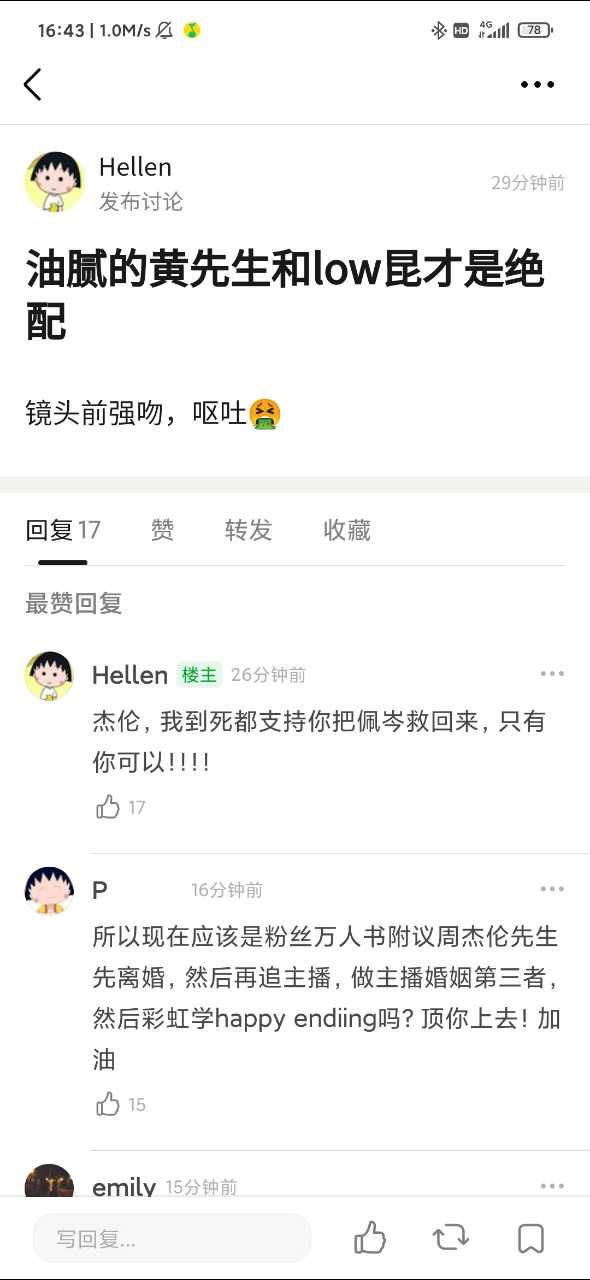 16:43 | 1.0M/s
HD
4G
78
Hellen
发布讨论
29分钟前
油腻的黄先生和low昆才是绝
配
镜头前强吻，呕吐🤮
回复 17 赞 转发 收藏
最赞回复
Hellen 楼主 26分钟前
杰伦，我到死都支持你把佩岑救回来，只有
你可以!!!!
17
P 16分钟前
所以现在应该是粉丝万人书附议周杰伦先生
先离婚，然后再追主播，做主播婚姻第三者，
然后彩虹学happy endiing吗? 顶你上去! 加
油
15
emily 15分钟前
写回复...